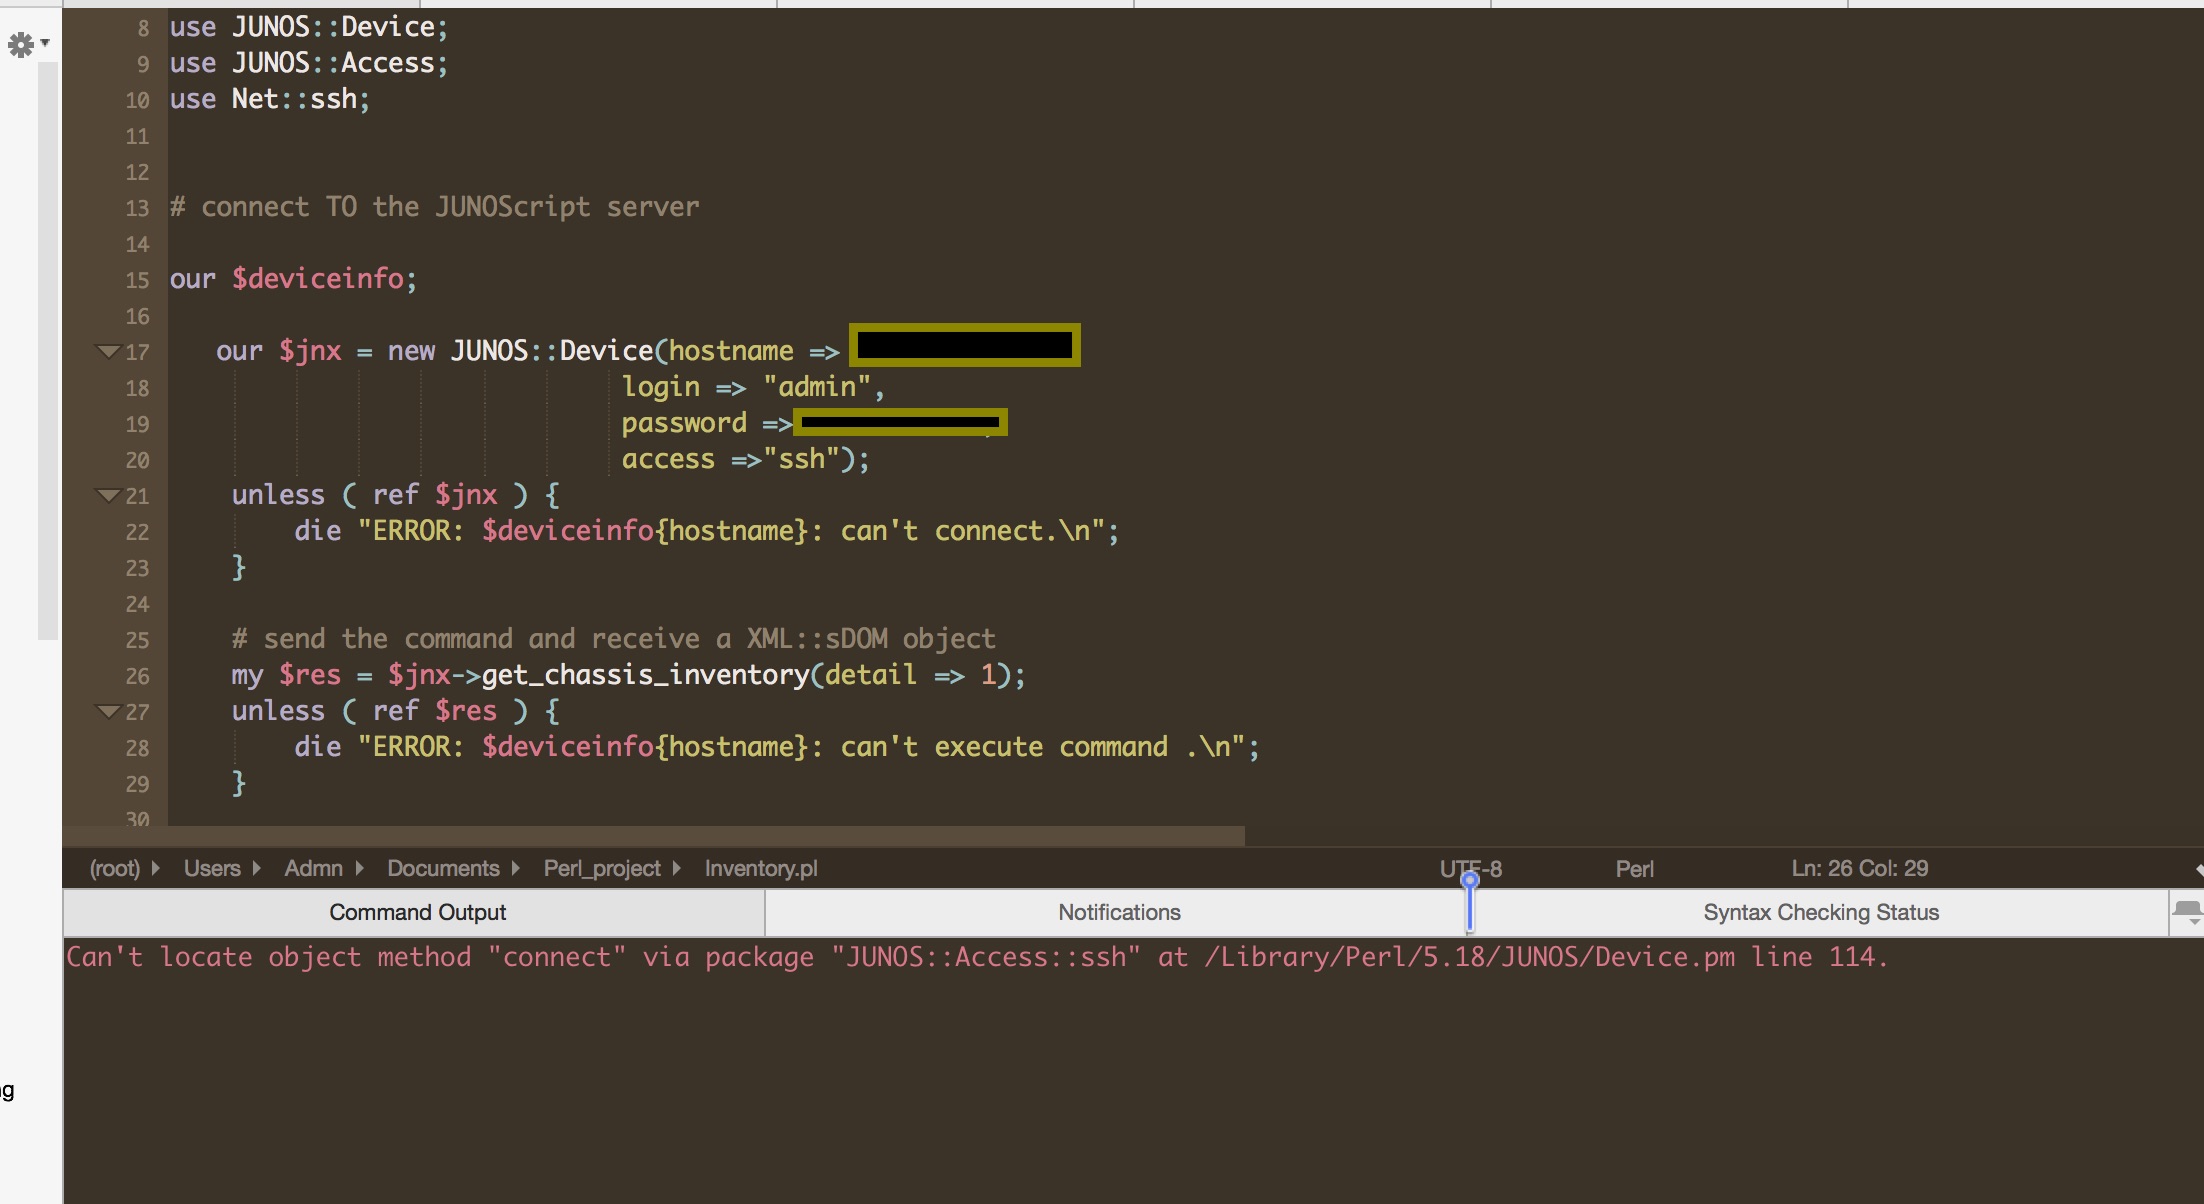 8 use JUNOS::Device;
9 use JUNOS::Access;
10 use Net::ssh;
11
12
13 # connect TO the JUNOScript server
14
15 our $deviceinfo;
16
17 our $jnx = new JUNOS::Device(hostname =>
18 login => "admin",
19 password =>
20 access =>"ssh");
21 unless ( ref $jnx ) {
22 die "ERROR: $deviceinfo{hostname}: can't connect.\n";
23 }
24
25 # send the command and receive a XML::sDOM object
26 my $res = $jnx->get_chassis_inventory(detail => 1);
27 unless ( ref $res ) {
28 die "ERROR: $deviceinfo{hostname}: can't execute command .\n";
29 }
30
(root) Users Admn Documents Perl_project Inventory.pl UTF-8 Perl Ln: 26 Col: 29
Command Output Notifications Syntax Checking Status
Can't locate object method "connect" via package "JUNOS::Access::ssh" at /Library/Perl/5.18/JUNOS/Device.pm line 114.